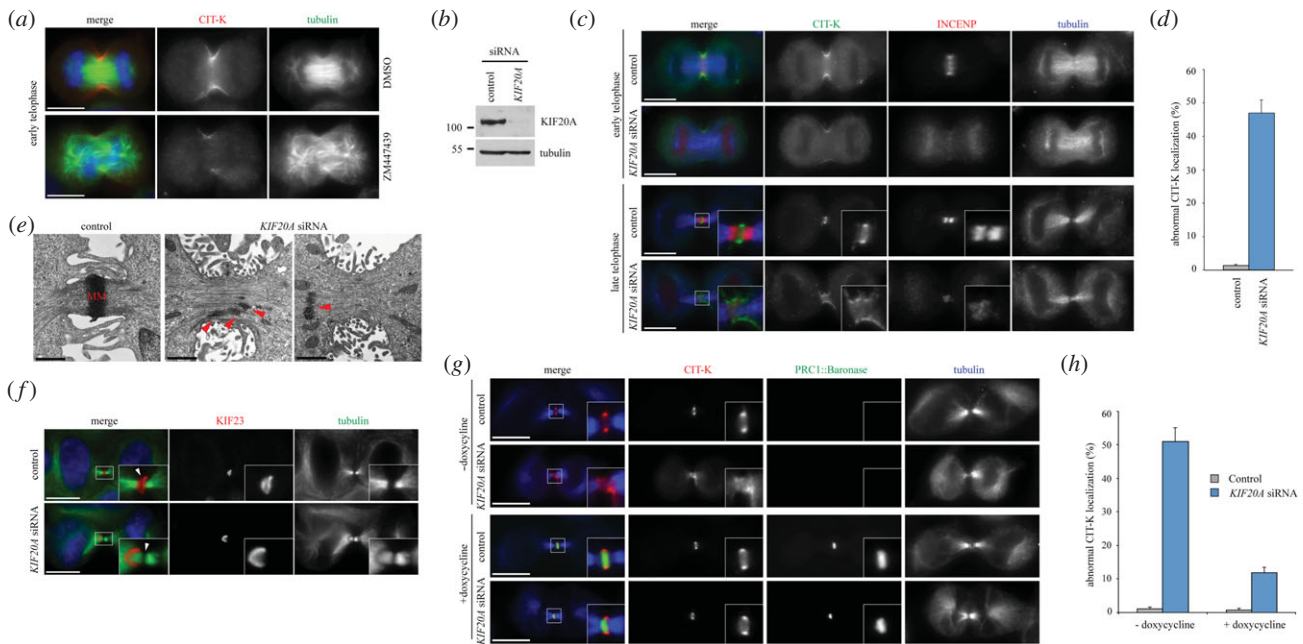 (a)
merge CIT-K tubulin
early telophase
DMSO
ZM447439
(b)
siRNA
control
KIF20A
100
55
KIF20A
tubulin
(c)
merge CIT-K INCENP tubulin
early telophase
control
KIF20A siRNA
late telophase
control
KIF20A siRNA
(d)
abnormal CIT-K localization (%)
60
50
40
30
20
10
0
control
KIF20A siRNA
(e)
control KIF20A siRNA
MM
(f)
merge KIF23 tubulin
control
KIF20A siRNA
(g)
merge CIT-K PRC1::Baronase tubulin
-doxycyline
control
KIF20A siRNA
+doxycycline
control
KIF20A siRNA
(h)
abnormal CIT-K localization (%)
60
50
40
30
20
10
0
Control
KIF20A siRNA
- doxycycline + doxycycline